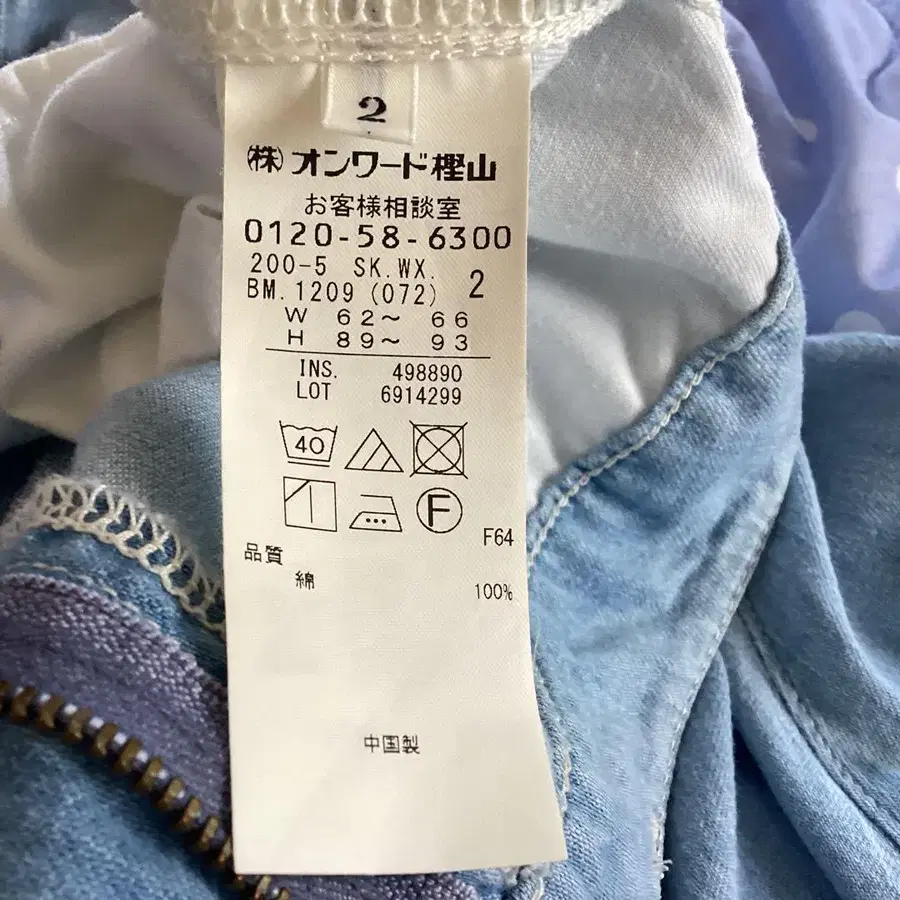 2
(株)オンワード樫山
お客様相談室
0120-58-6300
200-5 SK.WX.
BM.1209 (072) 2
W 62～ 66
H 89～ 93
INS. 498890
LOT 6914299
40
F
F64
品質
綿 100%
中国製